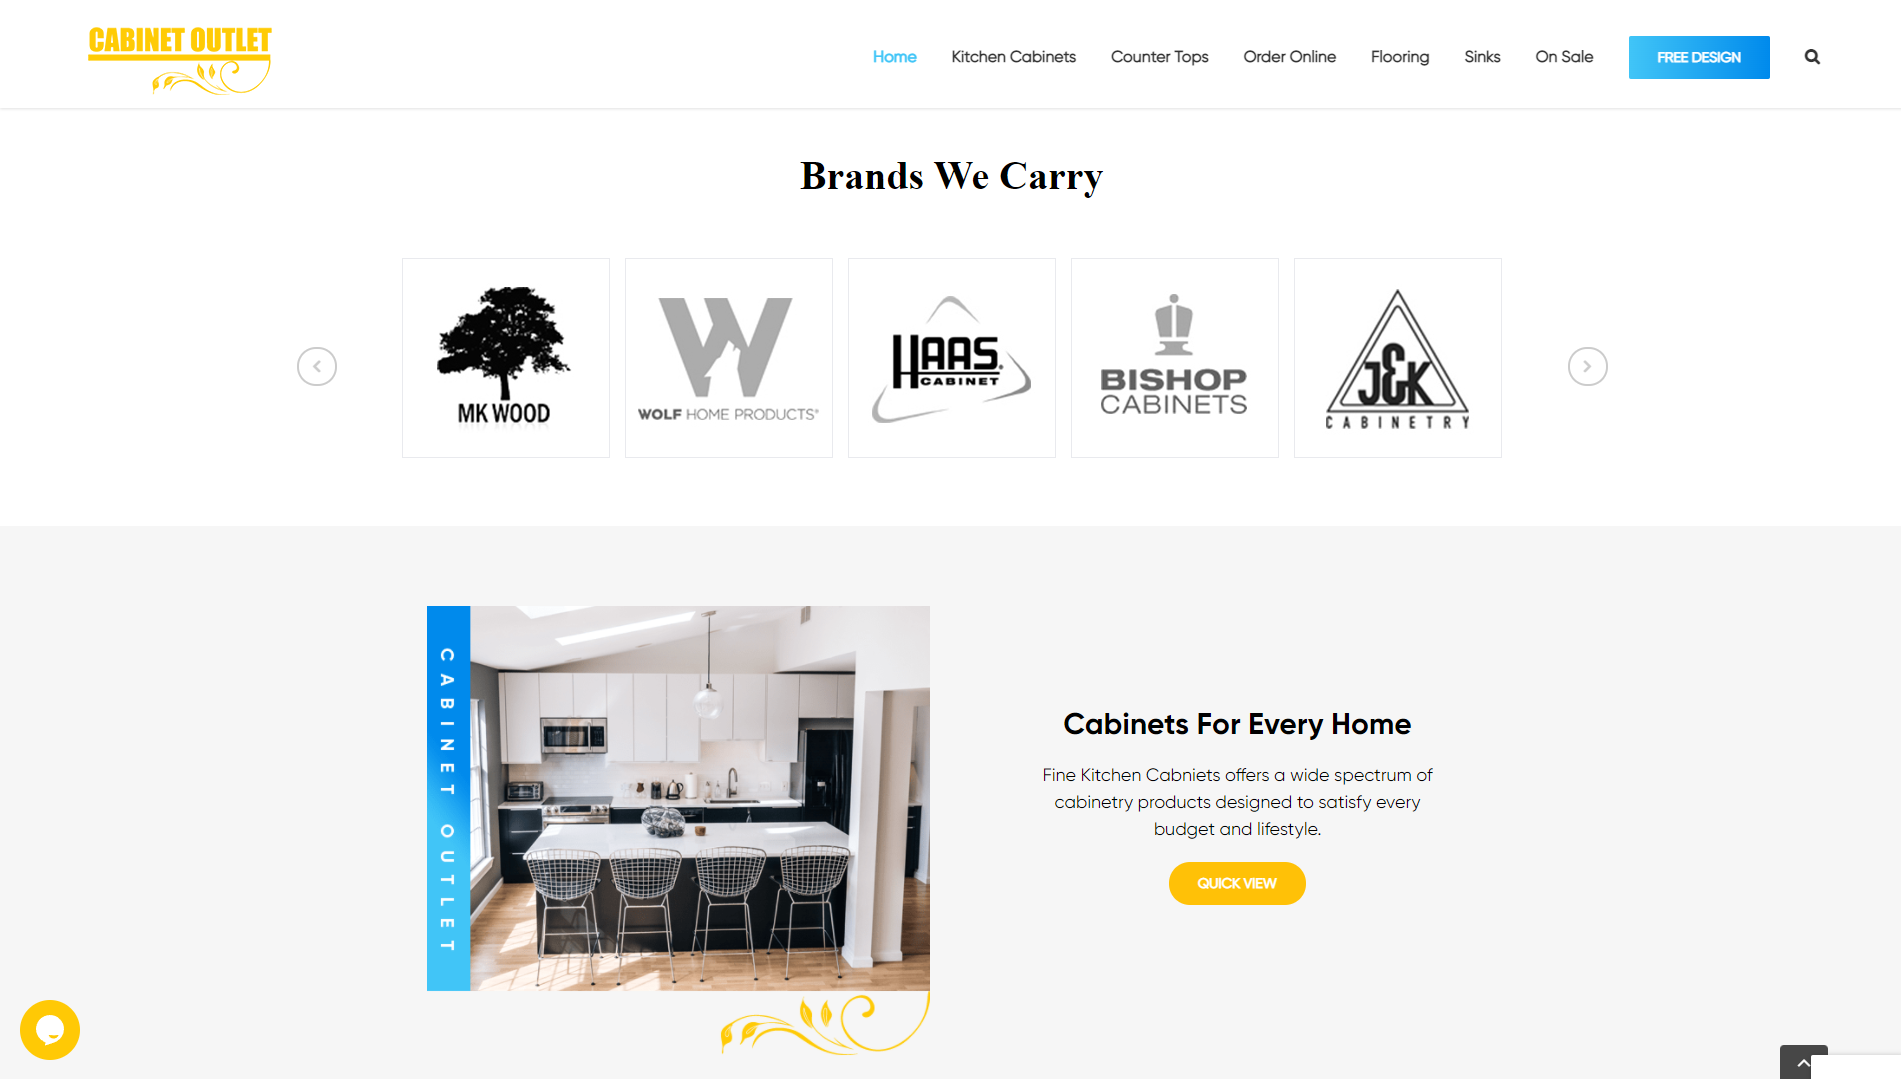 CABINET OUTLET
Home
Kitchen Cabinets
Counter Tops
Order Online
Flooring
Sinks
On Sale
FREE DESIGN
Brands We Carry
MK WOOD
WOLF HOME PRODUCTS®
HAAS®
CABINET
BISHOP
CABINETS
J&K
CABINETRY
CABINET OUTLET
Cabinets For Every Home
Fine Kitchen Cabniets offers a wide spectrum of
cabinetry products designed to satisfy every
budget and lifestyle.
QUICK VIEW